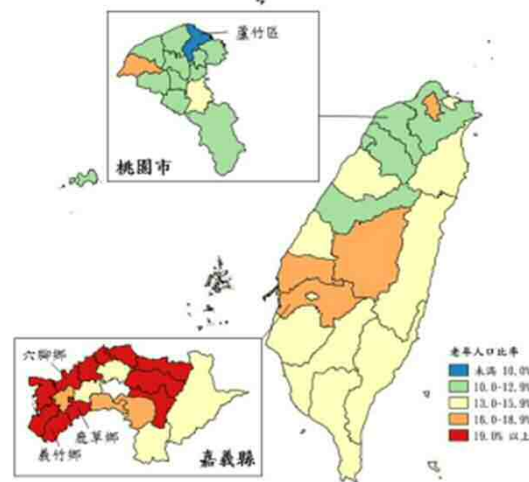 蘆竹區
桃園市
六腳鄉
鹿草鄉
義竹鄉
嘉義縣
老年人口比率
未滿 10.0%
10.0-12.9%
13.0-15.9%
16.0-18.9%
19.0% 以上